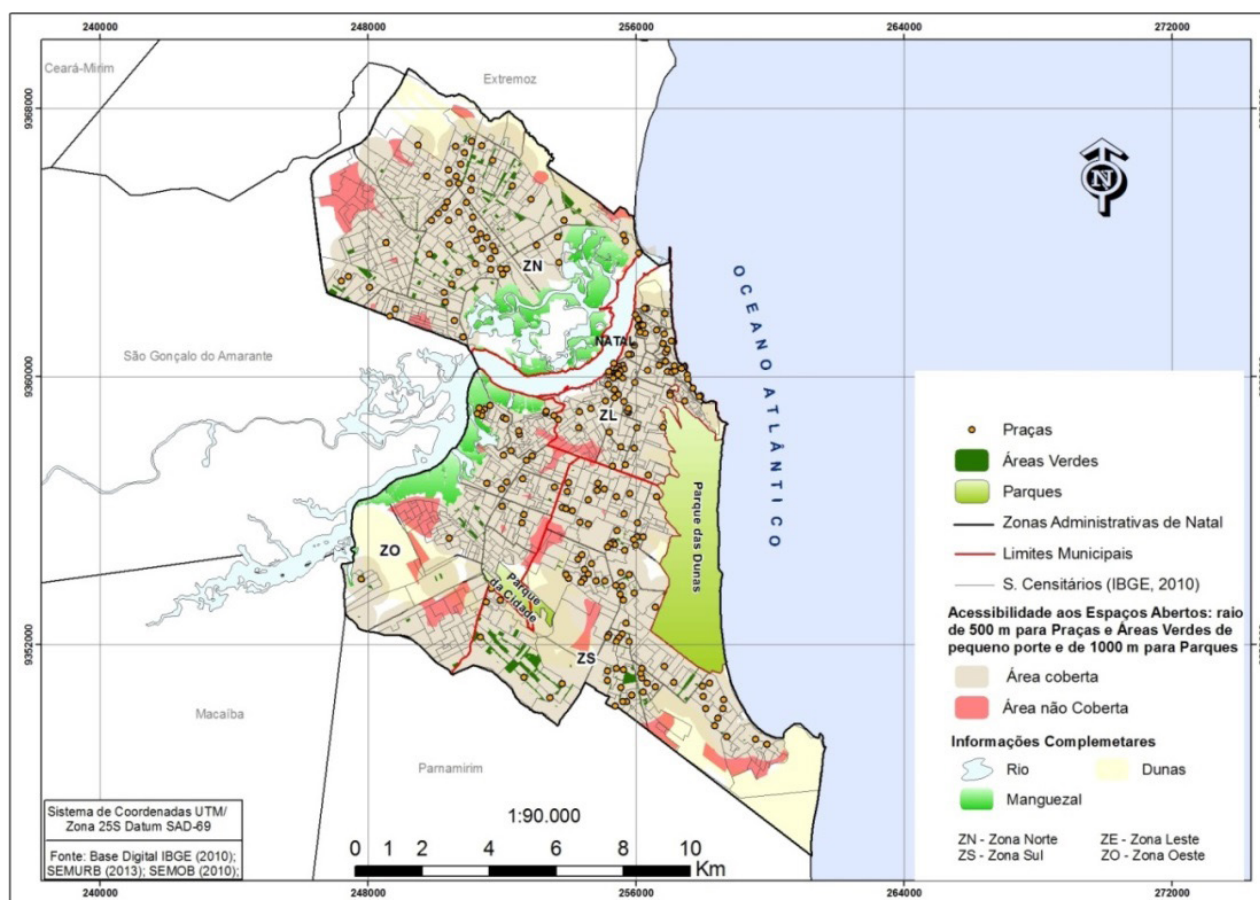 240000
248000
256000
264000
272000
Ceará-Mirim
Extremoz
9368000
N
ZN
São Gonçalo do Amarante
NATAL
9360000
OCEANO ATLÂNTICO
ZL
Parque das Dunas
ZO
Parque
da Cidade
9352000
ZS
Macaíba
Parnamirim
Praças
Áreas Verdes
Parques
Zonas Administrativas de Natal
Limites Municipais
S. Censitários (IBGE, 2010)
Acessibilidade aos Espaços Abertos: raio
de 500 m para Praças e Áreas Verdes de
pequeno porte e de 1000 m para Parques
Área coberta
Área não Coberta
Informações Complemetares
Rio
Dunas
Manguezal
ZN - Zona Norte
ZE - Zona Leste
ZS - Zona Sul
ZO - Zona Oeste
Sistema de Coordenadas UTM/
Zona 25S Datum SAD-69
Fonte: Base Digital IBGE (2010);
SEMURB (2013); SEMOB (2010);
1:90.000
0 1 2 4 6 8 10
Km
240000
248000
256000
264000
272000